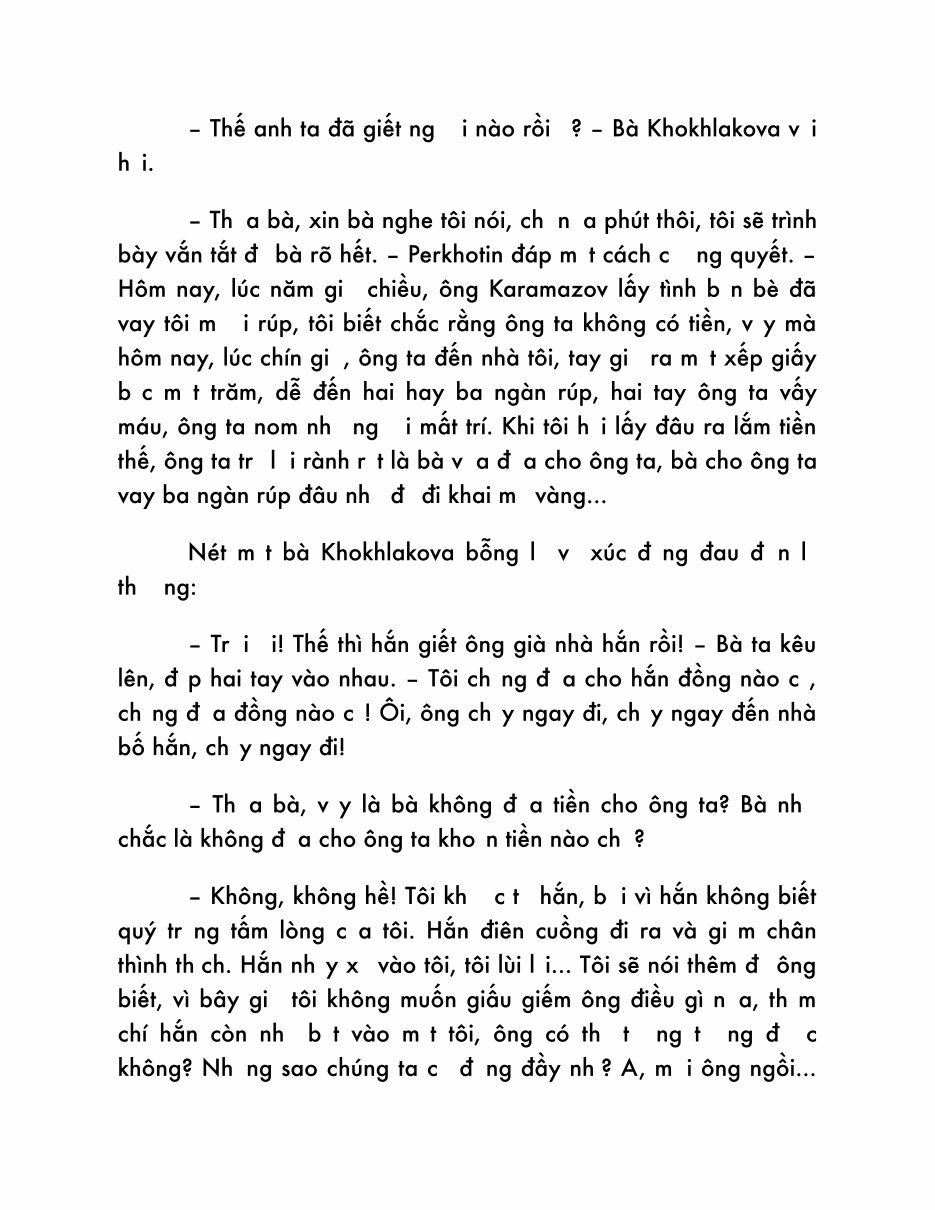 – Thế anh ta đã giết ng i nào rồi ? – Bà Khokhlakova v i
h i.
– Th a bà, xin bà nghe tôi nói, ch n a phút thôi, tôi sẽ trình
bày vắn tắt đ bà rõ hết. – Perkhotin đáp m t cách c ng quyết. –
Hôm nay, lúc năm gi chiều, ông Karamazov lấy tình b n bè đã
vay tôi m i rúp, tôi biết chắc rằng ông ta không có tiền, v y mà
hôm nay, lúc chín gi , ông ta đến nhà tôi, tay gi ra m t xếp giấy
b c m t trăm, dễ đến hai hay ba ngàn rúp, hai tay ông ta vấy
máu, ông ta nom nh ng i mất trí. Khi tôi h i lấy đâu ra lắm tiền
thế, ông ta tr l i rành r t là bà v a đ a cho ông ta, bà cho ông ta
vay ba ngàn rúp đâu nh đ đi khai m vàng...
Nét m t bà Khokhlakova bỗng l v xúc đ ng đau đ n l
th ng:
– Tr i i! Thế thì hắn giết ông già nhà hắn rồi! – Bà ta kêu
lên, đ p hai tay vào nhau. – Tôi ch ng đ a cho hắn đồng nào c ,
ch ng đ a đồng nào c ! Ôi, ông ch y ngay đi, ch y ngay đến nhà
bố hắn, ch y ngay đi!
– Th a bà, v y là bà không đ a tiền cho ông ta? Bà nh
chắc là không đ a cho ông ta kho n tiền nào ch ?
– Không, không hề! Tôi kh c t hắn, b i vì hắn không biết
quý tr ng tấm lòng c a tôi. Hắn điên cuồng đi ra và gi m chân
thình th ch. Hắn nh y x vào tôi, tôi lùi l i... Tôi sẽ nói thêm đ ông
biết, vì bây gi tôi không muốn giấu giếm ông điều gì n a, th m
chí hắn còn nh b t vào m t tôi, ông có th t ng t ng đ c
không? Nh ng sao chúng ta c đ ng đầy nh ? A, m i ông ngồi...